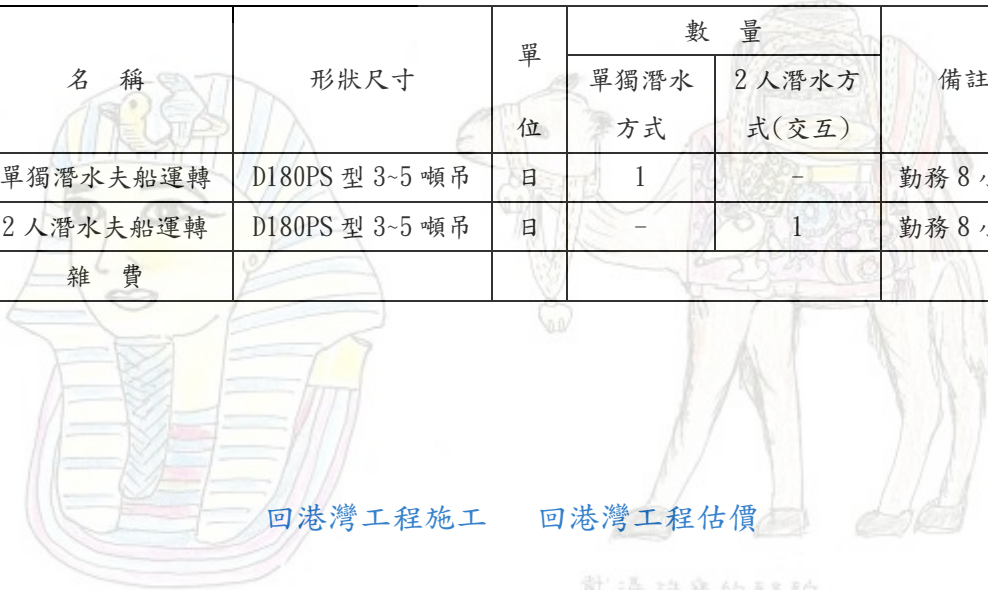 名 稱 形狀尺寸 單位 數 量 備註
單獨潛水方式 2人潛水方式(交互)
單獨潛水夫船運轉 D180PS 型 3~5 噸吊 日 1 - 勤務 8
2 人潛水夫船運轉 D180PS 型 3~5 噸吊 日 - 1 勤務 8
雜 費
回港灣工程施工 回港灣工程估價